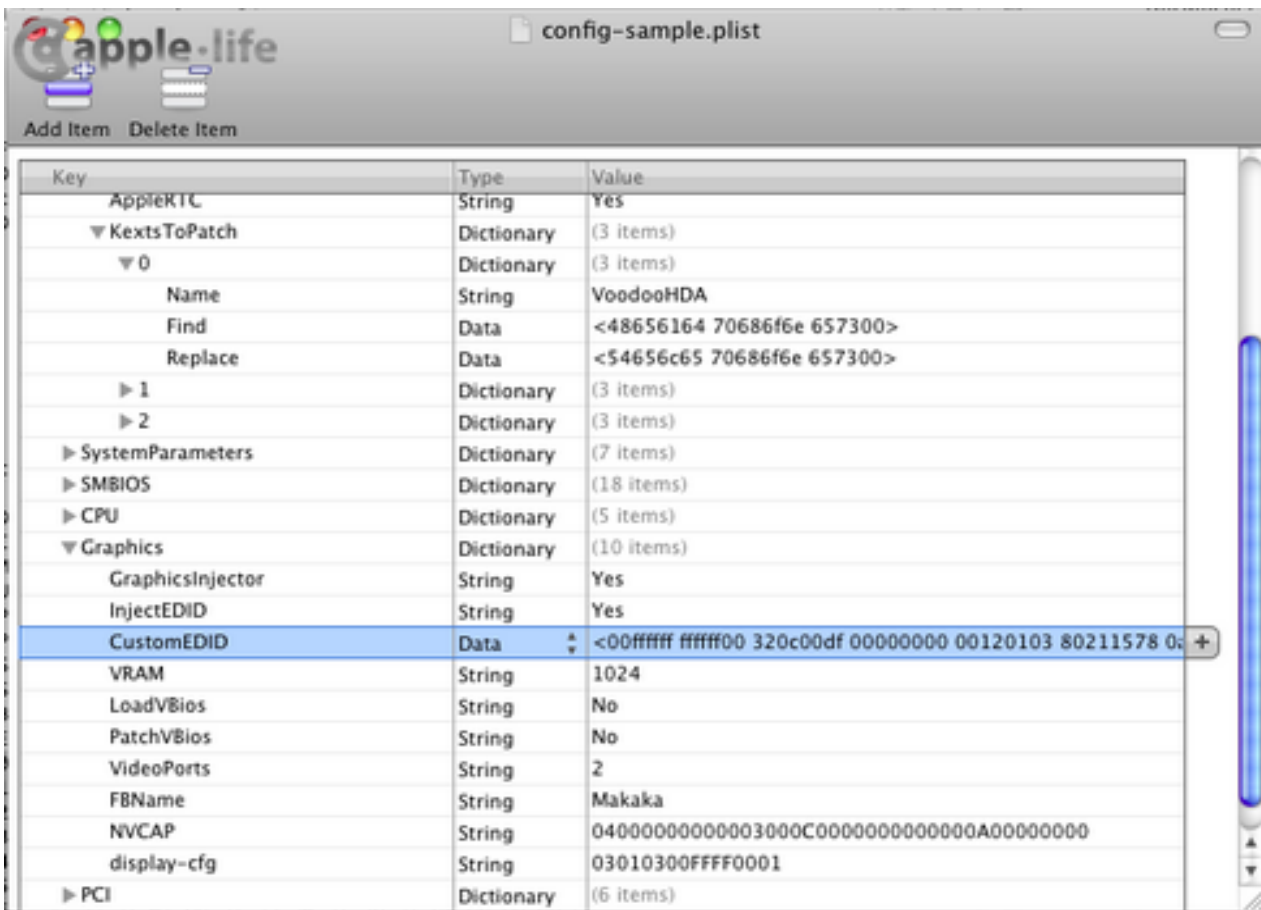 config-sample.plist
apple·life
Add Item Delete Item
Key Type Value
AppleRTC String Yes
KextsToPatch Dictionary (3 items)
0 Dictionary (3 items)
Name String VoodooHDA
Find Data <48656164 70686f6e 657300>
Replace Data <54656c65 70686f6e 657300>
1 Dictionary (3 items)
2 Dictionary (3 items)
SystemParameters Dictionary (7 items)
SMBIOS Dictionary (18 items)
CPU Dictionary (5 items)
Graphics Dictionary (10 items)
GraphicsInjector String Yes
InjectEDID String Yes
CustomEDID Data <00ffffff ffffff00 320c00df 00000000 00120103 80211578
VRAM String 1024
LoadVBios String No
PatchVBios String No
VideoPorts String 2
FBName String Makaka
NVCAP String 04000000000003000C0000000000000A00000000
display-cfg String 03010300FFFF0001
PCI Dictionary (6 items)